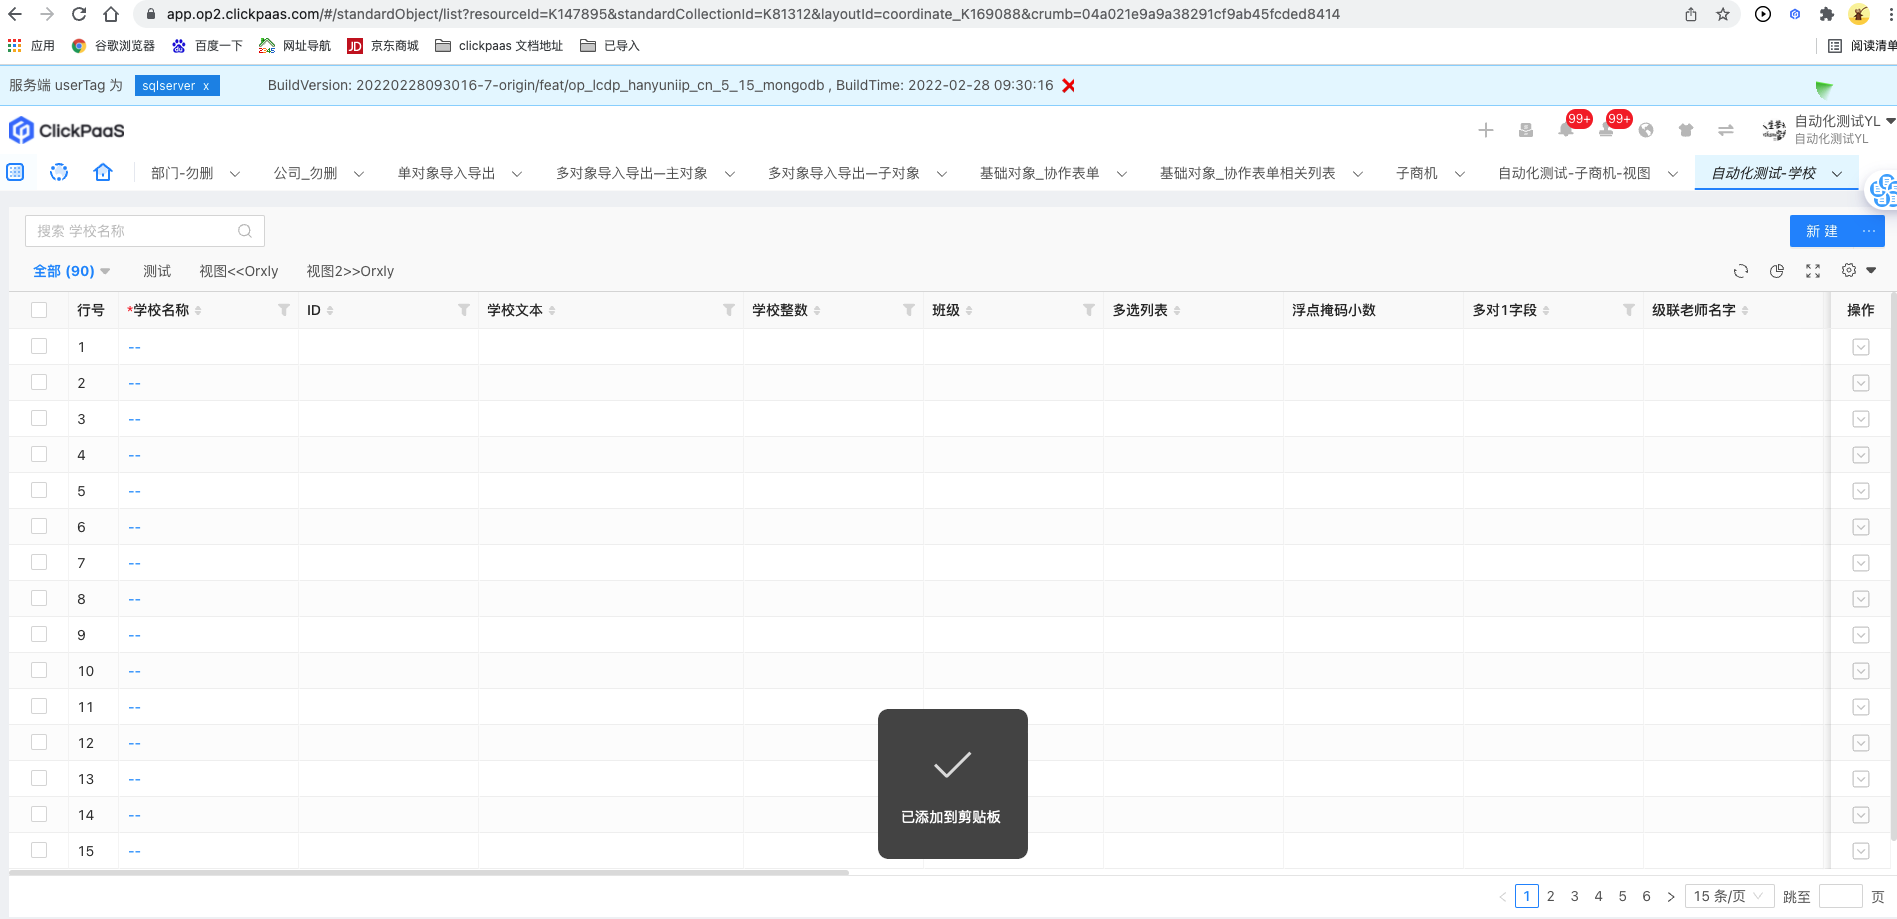 app.op2.clickpaas.com/#/standardObject/list?resourceId=K147895&standardCollectionId=K81312&layoutId=coordinate_K169088&crumb=04a021e9a9a38291cf9ab45fcded8414
应用 谷歌浏览器 百度一下 网址导航 京东商城 clickpaas 文档地址 已导入 阅读清单
服务端 userTag 为 sqlserver x BuildVersion: 20220228093016-7-origin/feat/op_lcdp_hanyuniip_cn_5_15_mongodb , BuildTime: 2022-02-28 09:30:16
ClickPaaS 99+ 99+ 自动化测试YL
自动化测试YL
部门-勿删 公司_勿删 单对象导入导出 多对象导入导出—主对象 多对象导入导出—子对象 基础对象_协作表单 基础对象_协作表单相关列表 子商机 自动化测试-子商机-视图 自动化测试-学校
搜索 学校名称 新 建 ···
全部 (90) 测试 视图<<Orxly 视图2>>Orxly
行号 *学校名称 ID 学校文本 学校整数 班级 多选列表 浮点掩码小数 多对1字段 级联老师名字 操作
1 --
2 --
3 --
4 --
5 --
6 --
7 --
8 --
9 --
10 --
11 --
12 --
13 --
14 --
15 --
已添加到剪贴板
1 2 3 4 5 6 15 条/页 跳至 页